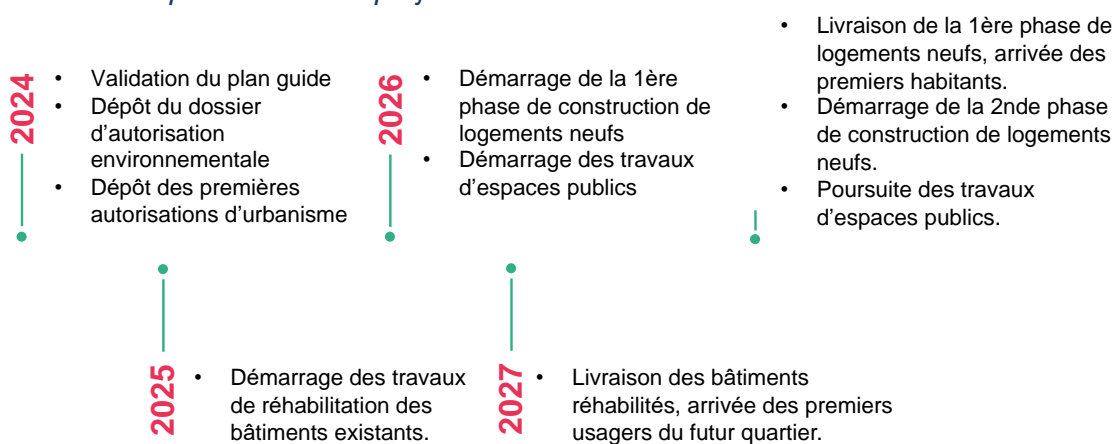 2024
• Validation du plan guide
• Dépôt du dossier
d’autorisation
environnementale
• Dépôt des premières
autorisations d’urbanisme
2025
• Démarrage des travaux
de réhabilitation des
bâtiments existants.
2026
• Démarrage de la 1ère
phase de construction de
logements neufs
• Démarrage des travaux
d’espaces publics
2027
• Livraison des bâtiments
réhabilités, arrivée des premiers
usagers du futur quartier.
• Livraison de la 1ère phase de
logements neufs, arrivée des
premiers habitants.
• Démarrage de la 2nde phase
de construction de logements
neufs.
• Poursuite des travaux
d’espaces publics.